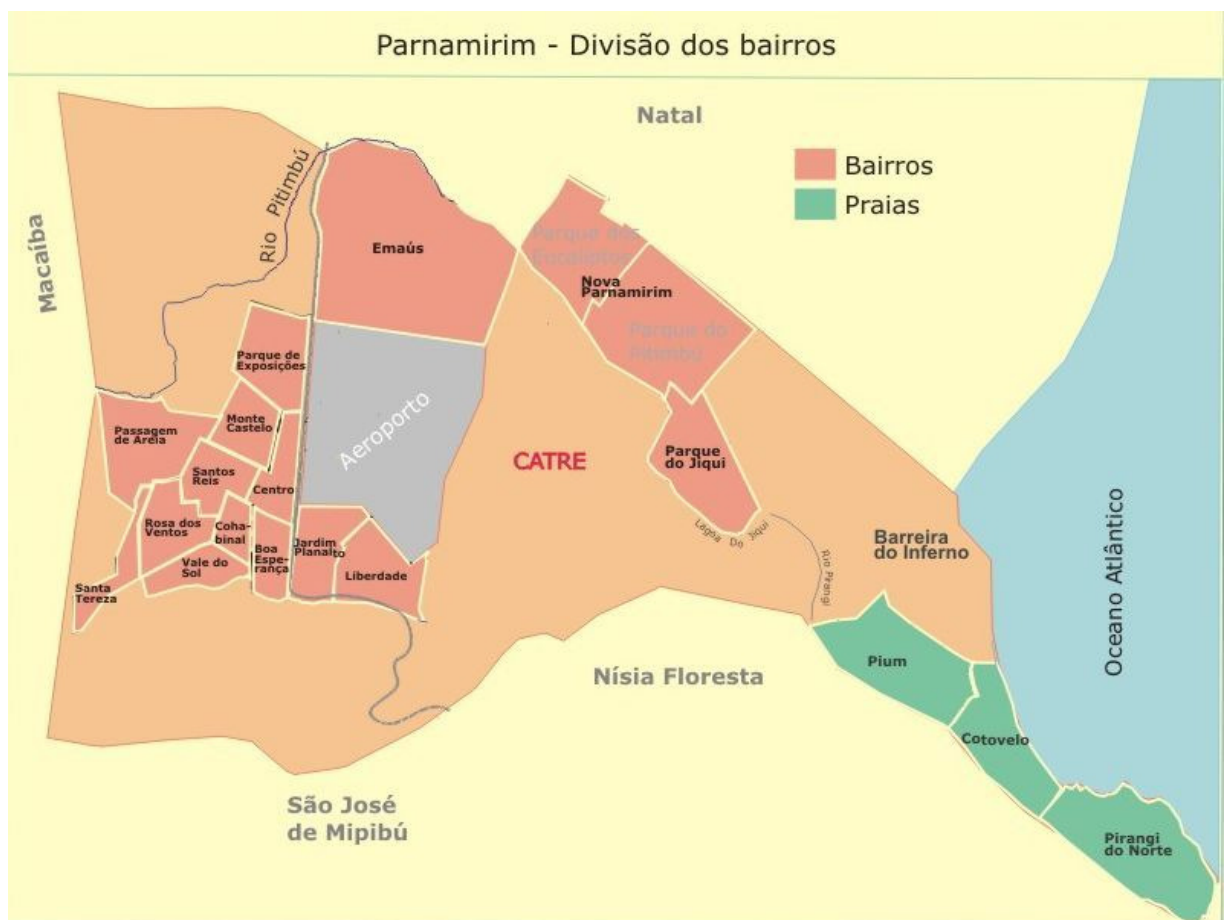 Parnamirim - Divisão dos bairros
Natal
Bairros
Praias
Macaíba
Rio Pitimbú
Emaús
Parque dos
Eucaliptos
Nova
Parnamirim
Parque do
Pitimbú
Parque de
Exposições
Aeroporto
Monte
Castelo
Passagem
de Areia
CATRE
Parque
do Jiqui
Santos
Reis
Centro
Rosa dos
Ventos
Coha-
binal
Boa
Espe-
rança
Jardim
Planalto
Liberdade
Vale do
Sol
Santa
Tereza
Lagoa Do Jiqui
Rio Pirangi
Barreira
do Inferno
Oceano Atlântico
Nísia Floresta
Pium
Cotovelo
Pirangi
do Norte
São José
de Mipibú